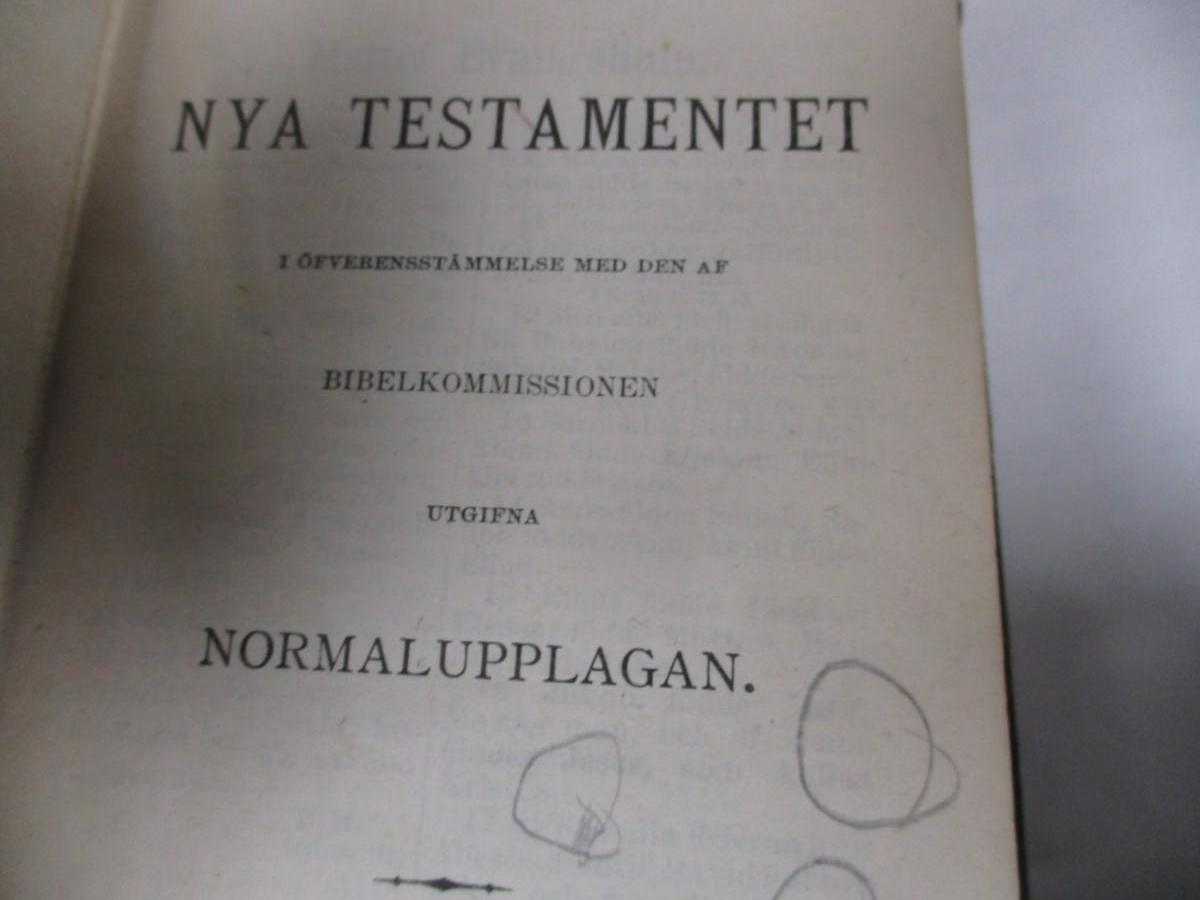 NYA TESTAMENTET
I ÖFVERENSSTÄMMELSE MED DEN AF
BIBELKOMMISSIONEN
UTGIFNA
NORMALUPPLAGAN.